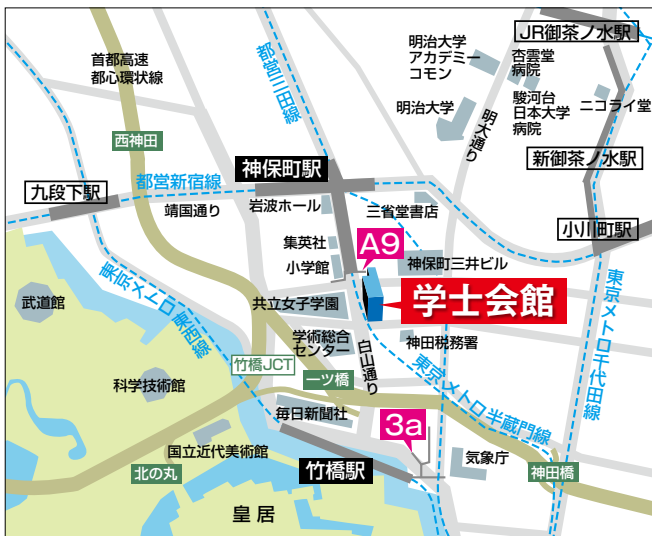 JR御茶ノ水駅
明治大学
アカデミー
コモン
杏雲堂
病院
首都高速
都心環状線
都営三田線
駿河台
日本大学
病院
ニコライ堂
明治大学
明大通り
西神田
新御茶ノ水駅
神保町駅
都営新宿線
九段下駅
靖国通り
岩波ホール
三省堂書店
小川町駅
集英社
A9
小学館
神保町三井ビル
東京メトロ東西線
武道館
共立女子学園
学士会館
東京メトロ千代田線
学術総合
センター
白山通り
神田税務署
竹橋JCT
一ツ橋
東京メトロ半蔵門線
科学技術館
毎日新聞社
3a
国立近代美術館
竹橋駅
気象庁
北の丸
神田橋
皇居